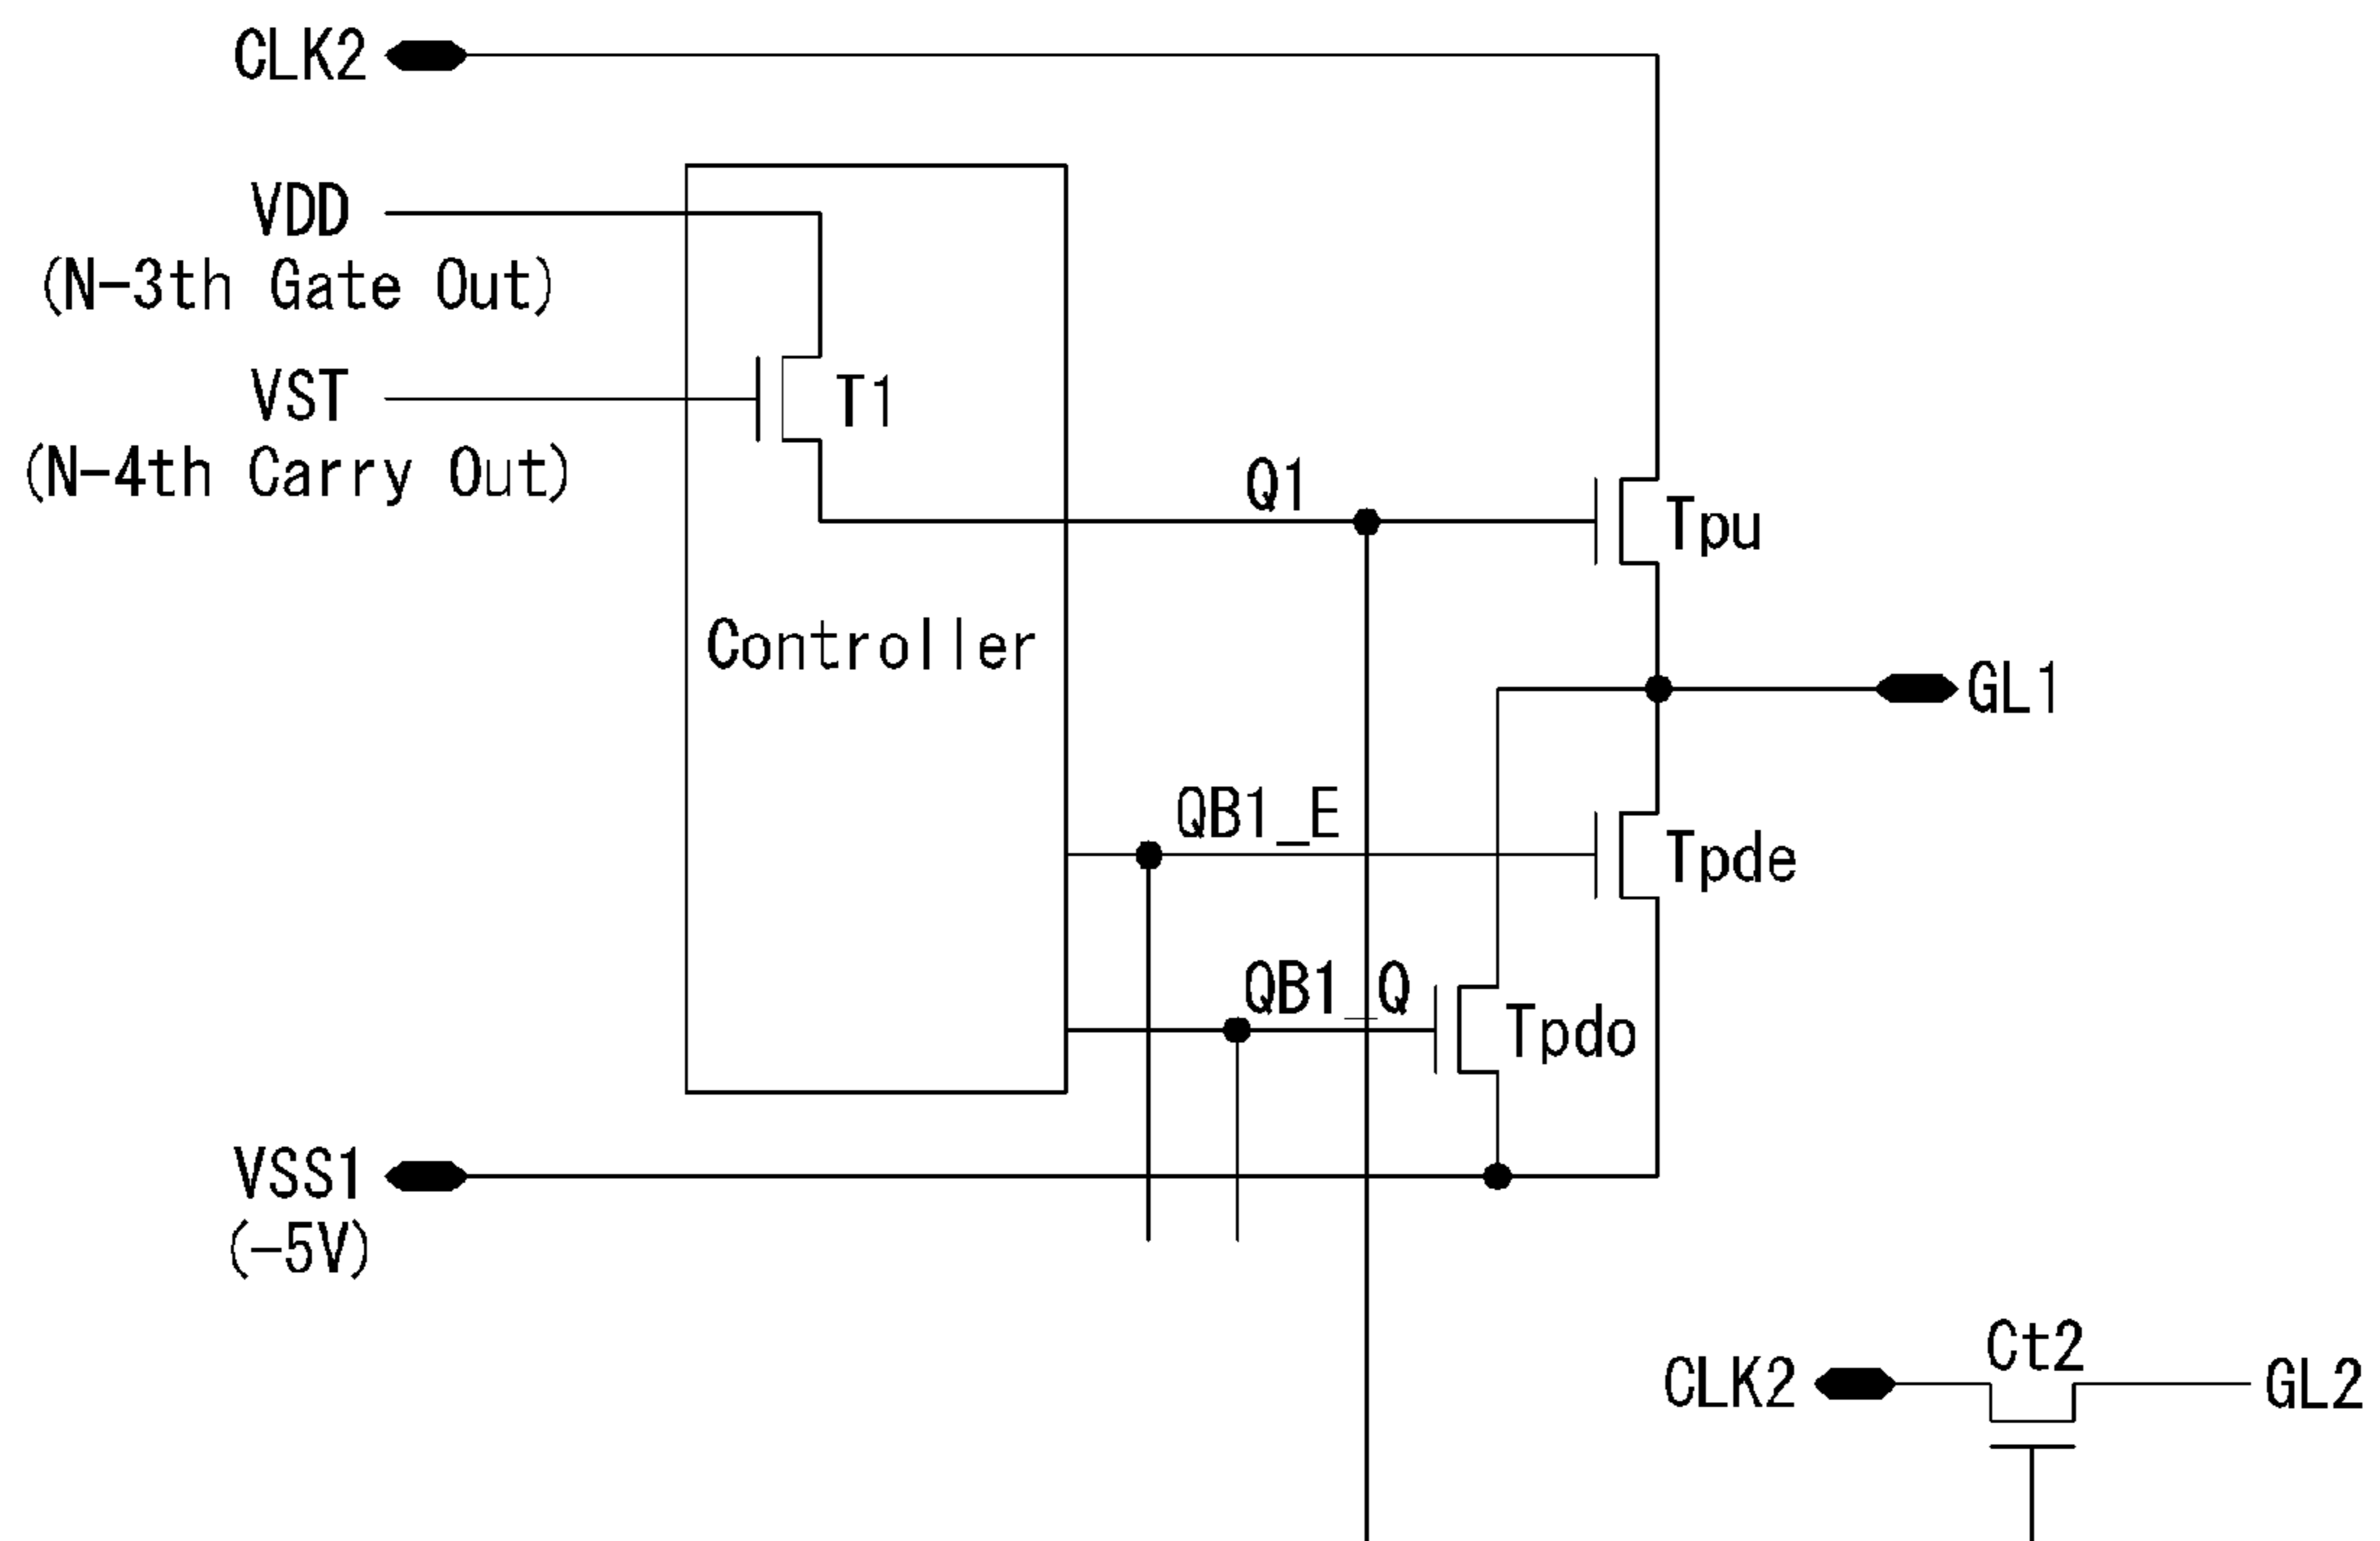 CLK2
VDD
(N-3th Gate Out)
VST
(N-4th Carry Out)
T1
Q1
Tpu
Controller
GL1
QB1_E
Tpde
QB1_Q
Tpdo
VSS1
(-5V)
Ct2
CLK2
GL2